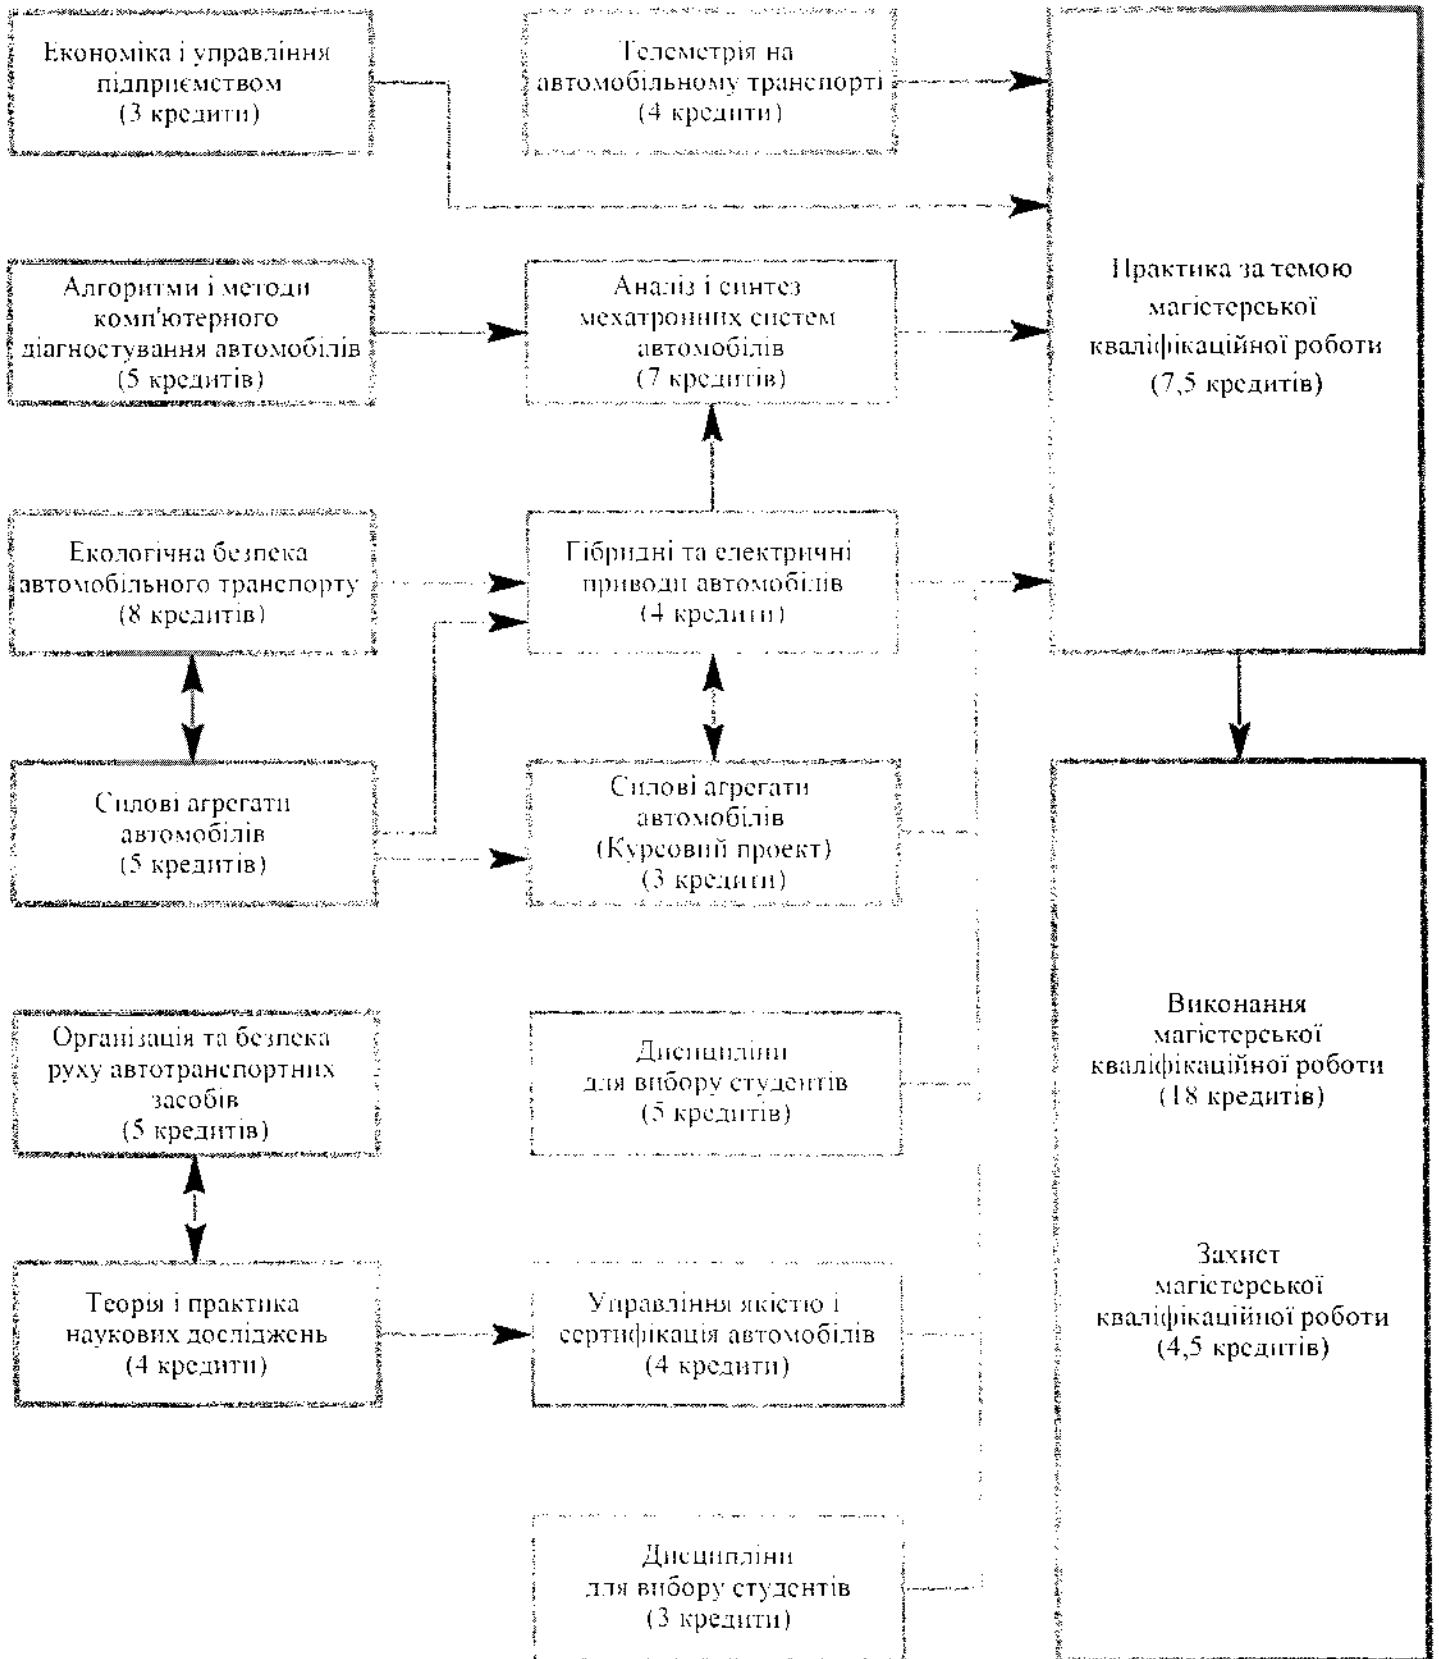 Економіка і управління
підприємством
(3 кредити)
Телеметрія на
автомобільному транспорті
(4 кредити)
Алгоритми і методи
комп'ютерного
діагностування автомобілів
(5 кредитів)
Аналіз і синтез
мехатронних систем
автомобілів
(7 кредитів)
Практика за темою
магістерської
кваліфікаційної роботи
(7,5 кредитів)
Екологічна безпека
автомобільного транспорту
(8 кредитів)
Гібридні та електричні
приводи автомобілів
(4 кредити)
Силові агрегати
автомобілів
(5 кредитів)
Силові агрегати
автомобілів
(Курсовий проект)
(3 кредити)
Організація та безпека
руху автотранспортних
засобів
(5 кредитів)
Дисципліни
для вибору студентів
(5 кредитів)
Виконання
магістерської
кваліфікаційної роботи
(18 кредитів)
Захист
магістерської
кваліфікаційної роботи
(4,5 кредитів)
Теорія і практика
наукових досліджень
(4 кредити)
Управління якістю і
сертифікація автомобілів
(4 кредити)
Дисципліни
для вибору студентів
(3 кредити)